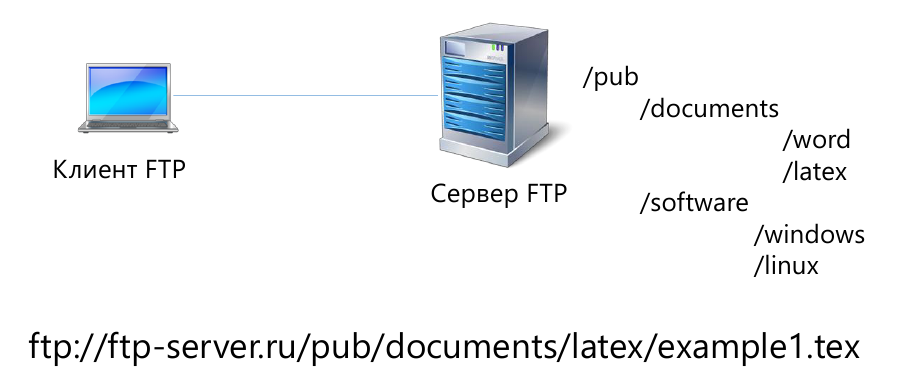 Клиент FTP
Сервер FTP
/pub
/documents
/word
/latex
/software
/windows
/linux
ftp://ftp-server.ru/pub/documents/latex/example1.tex